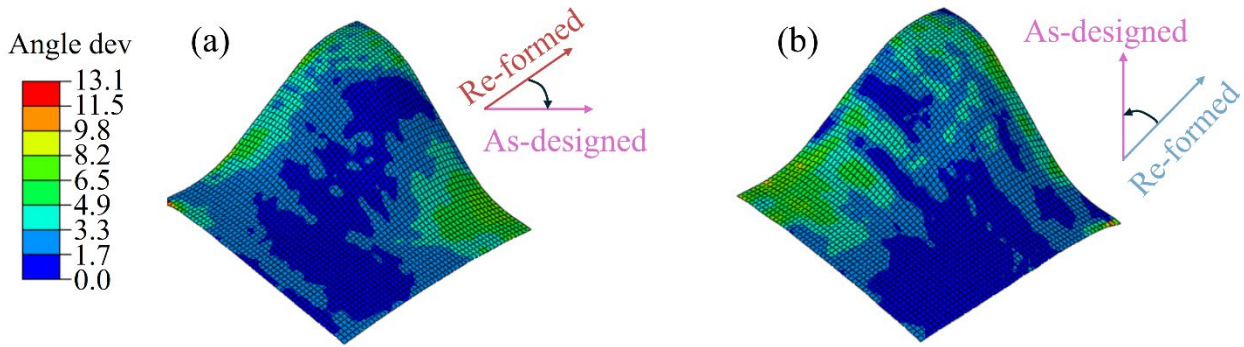 Angle dev
13.1
11.5
9.8
8.2
6.5
4.9
3.3
1.7
0.0
(a)
Re-formed
As-designed
(b)
As-designed
Re-formed